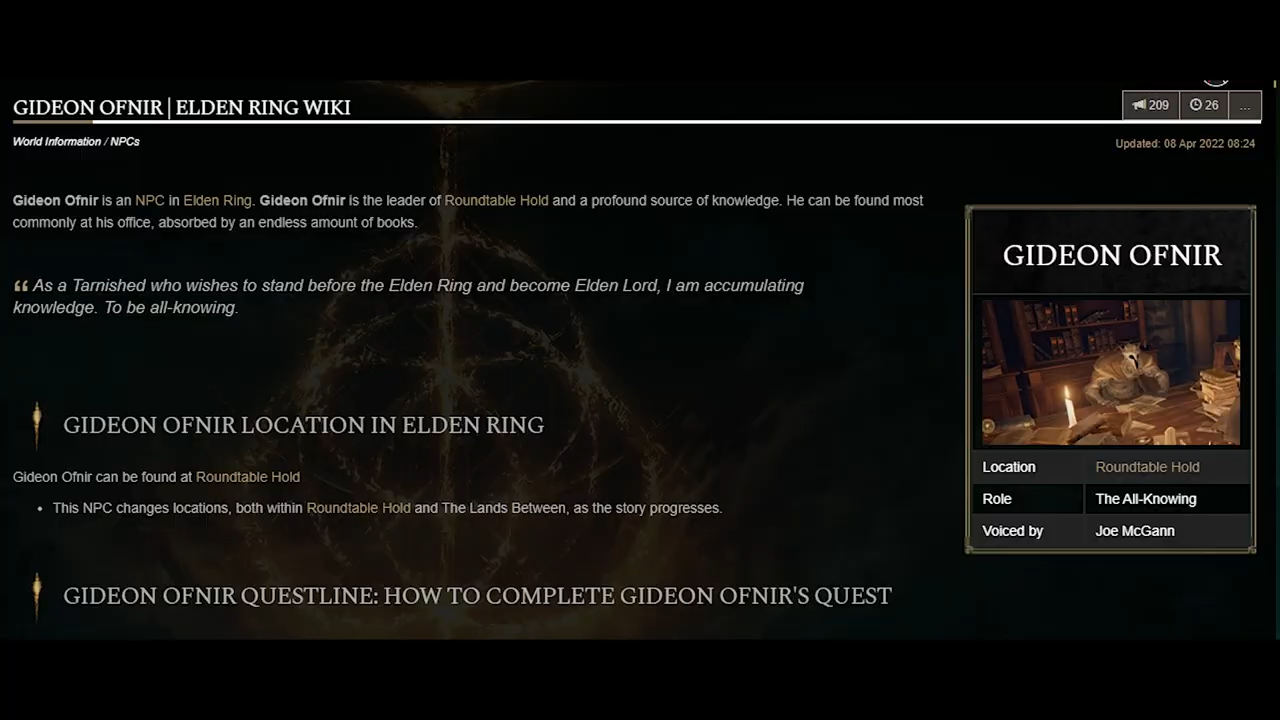 GIDEON OFNIR | ELDEN RING WIKI
209
26
...
World Information / NPCs
Updated: 08 Apr 2022 08:24
Gideon Ofnir is an NPC in Elden Ring. Gideon Ofnir is the leader of Roundtable Hold and a profound source of knowledge. He can be found most
commonly at his office, absorbed by an endless amount of books.
As a Tarnished who wishes to stand before the Elden Ring and become Elden Lord, I am accumulating
knowledge. To be all-knowing.
GIDEON OFNIR LOCATION IN ELDEN RING
Gideon Ofnir can be found at Roundtable Hold
• This NPC changes locations, both within Roundtable Hold and The Lands Between, as the story progresses.
GIDEON OFNIR QUESTLINE: HOW TO COMPLETE GIDEON OFNIR'S QUEST
GIDEON OFNIR
Location Roundtable Hold
Role The All-Knowing
Voiced by Joe McGann